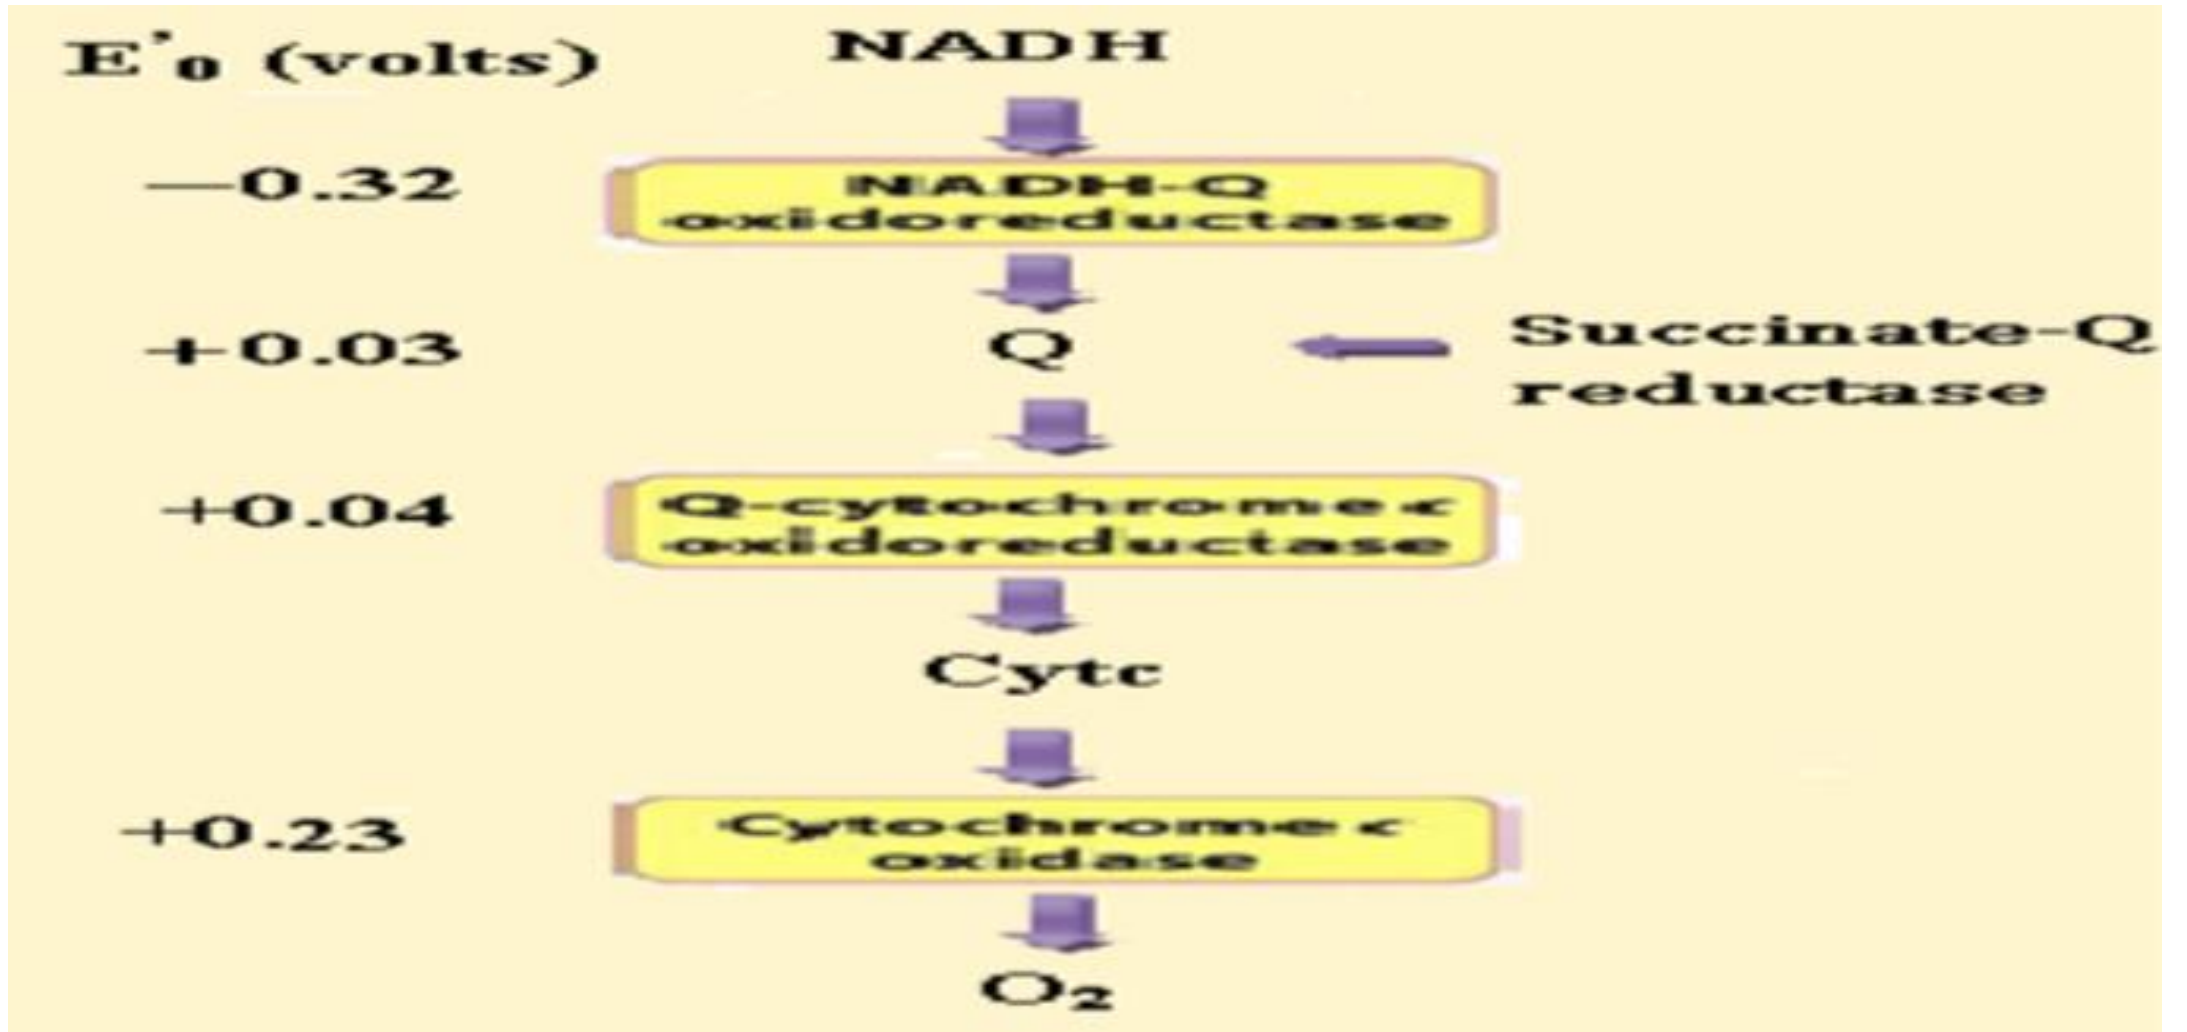 E'₀ (volts)
NADH
—0.32
NADH-Q
oxidoreductase
+0.03
Q
Succinate-Q
reductase
+0.04
Q-cytochrome c
oxidoreductase
Cytc
+0.23
Cytochrome c
oxidase
O₂